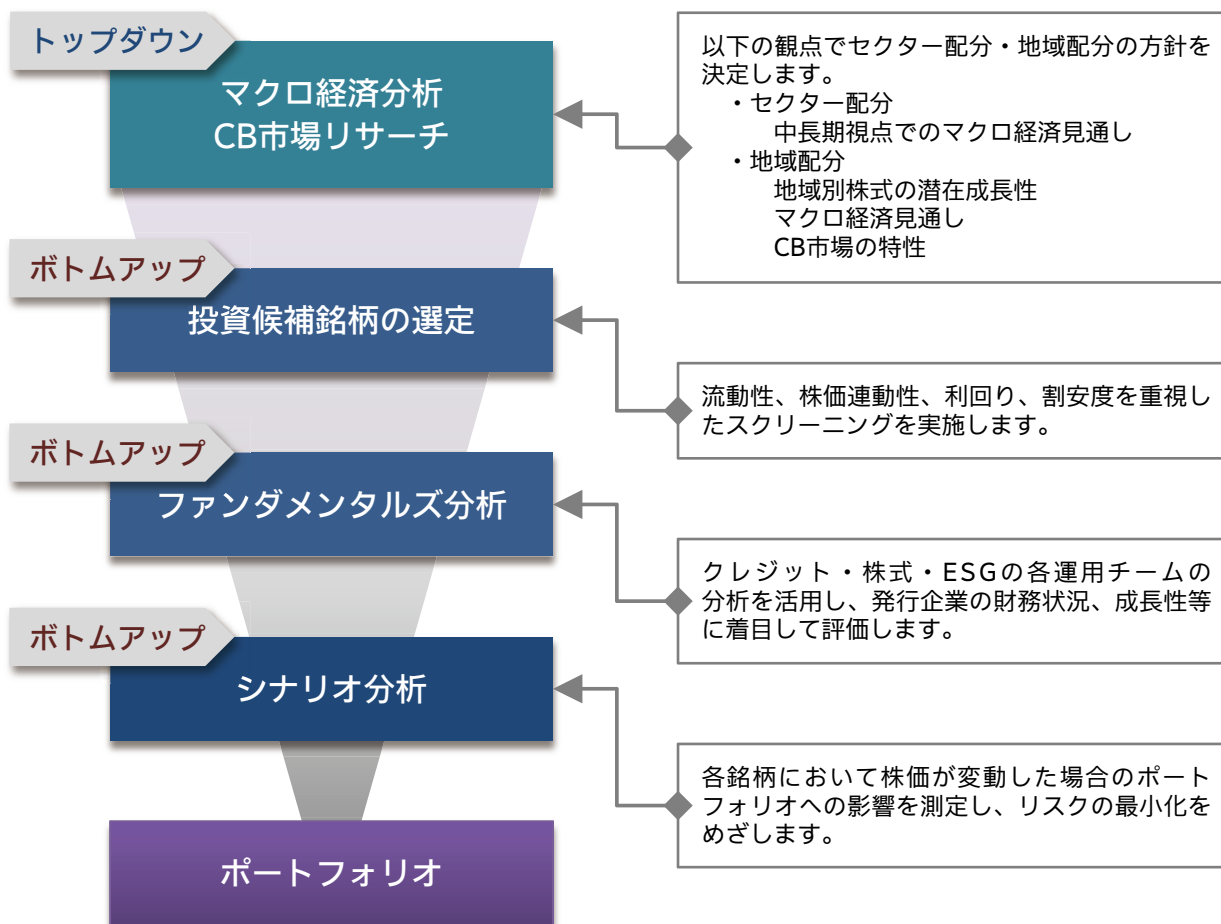 トップダウン
マクロ経済分析
CB市場リサーチ
以下の観点でセクター配分・地域配分の方針を
決定します。
・セクター配分
中長期視点でのマクロ経済見通し
・地域配分
地域別株式の潜在成長性
マクロ経済見通し
CB市場の特性
ボトムアップ
投資候補銘柄の選定
流動性、株価連動性、利回り、割安度を重視し
たスクリーニングを実施します。
ボトムアップ
ファンダメンタルズ分析
クレジット・株式・ESGの各運用チームの
分析を活用し、発行企業の財務状況、成長性等
に着目して評価します。
ボトムアップ
シナリオ分析
各銘柄において株価が変動した場合のポート
フォリオへの影響を測定し、リスクの最小化を
めざします。
ポートフォリオ